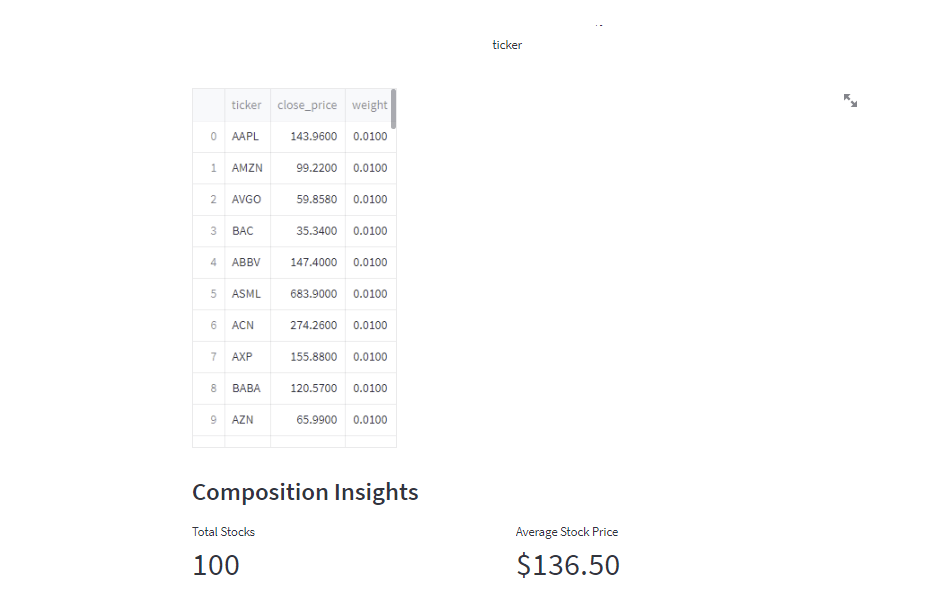 ticker
ticker close_price weight
0 AAPL 143.9600 0.0100
1 AMZN 99.2200 0.0100
2 AVGO 59.8580 0.0100
3 BAC 35.3400 0.0100
4 ABBV 147.4000 0.0100
5 ASML 683.9000 0.0100
6 ACN 274.2600 0.0100
7 AXP 155.8800 0.0100
8 BABA 120.5700 0.0100
9 AZN 65.9900 0.0100
Composition Insights
Total Stocks Average Stock Price
100 $136.50